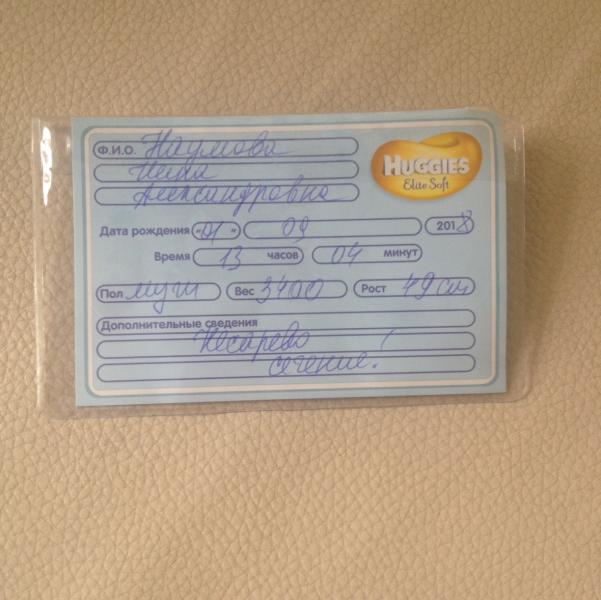 Ф.И.О. Наумова
HUGGIES
Elite Soft
Александровна
Дата рождения "01" 09 2018
Время 13 часов 04 минут
Пол муж Вес 3400 Рост 49 см
Дополнительные сведения
Кесарево
сечение!